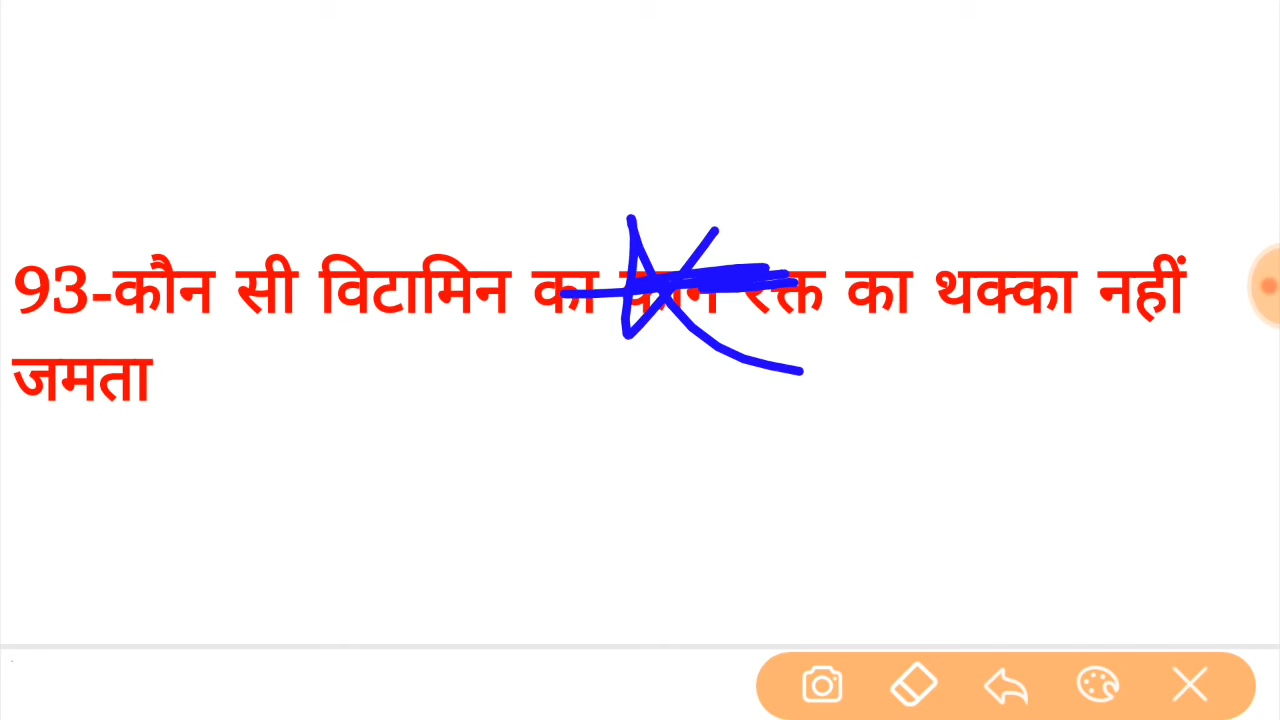 93-कौन सी विटामिन का रक्त का थक्का नहीं
जमता